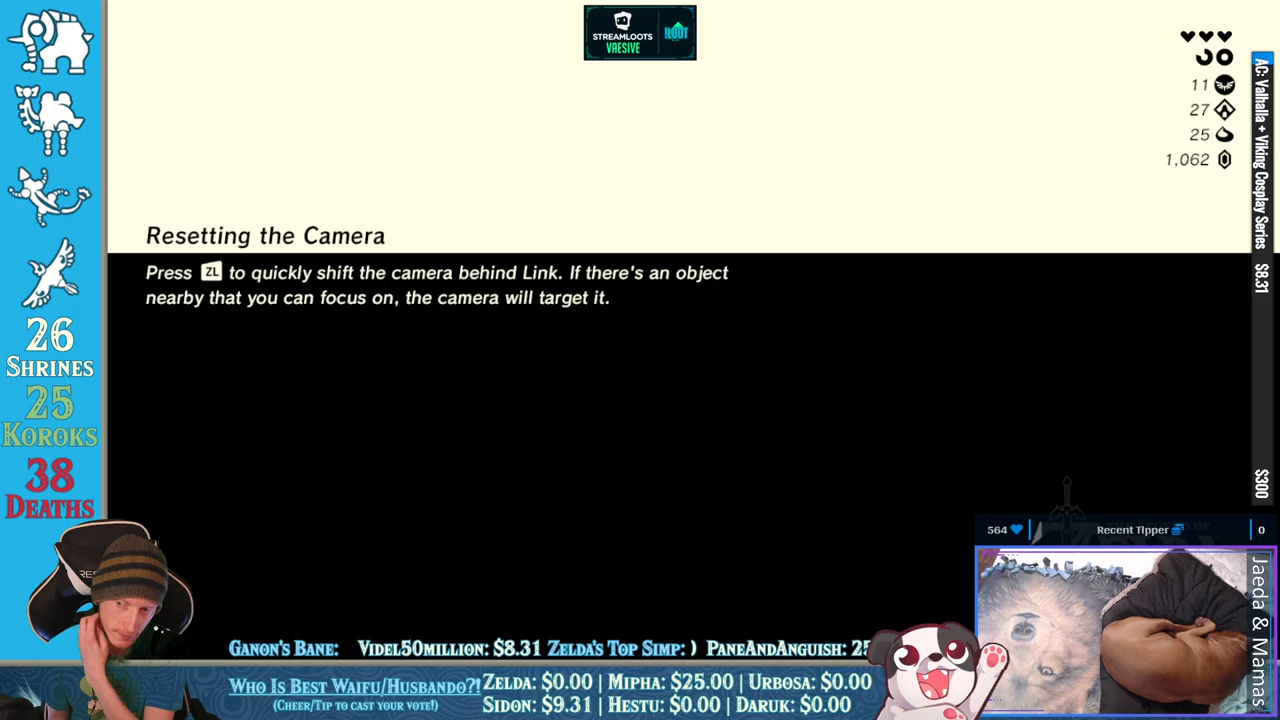 STREAMLOOTS
VAESIVE
LOOT
11
27
25
1,062
AC: Valhalla + Viking Cosplay Series $8.31
$300
Resetting the Camera
Press ZL to quickly shift the camera behind Link. If there's an object
nearby that you can focus on, the camera will target it.
26
SHRINES
25
KOROKS
38
DEATHS
564
Recent Tipper
0
Jaeda & Mamas
GANON'S BANE: VIDEL50MILLION: $8.31 ZELDA'S TOP SIMP: ) PANEANDANGUISH: 25
WHO IS BEST WAIFU/HUSBANDO?!
(CHEER/TIP TO CAST YOUR VOTE!)
ZELDA: $0.00 | MIPHA: $25.00 | URBOSA: $0.00
SIDON: $9.31 | HESTU: $0.00 | DARUK: $0.00